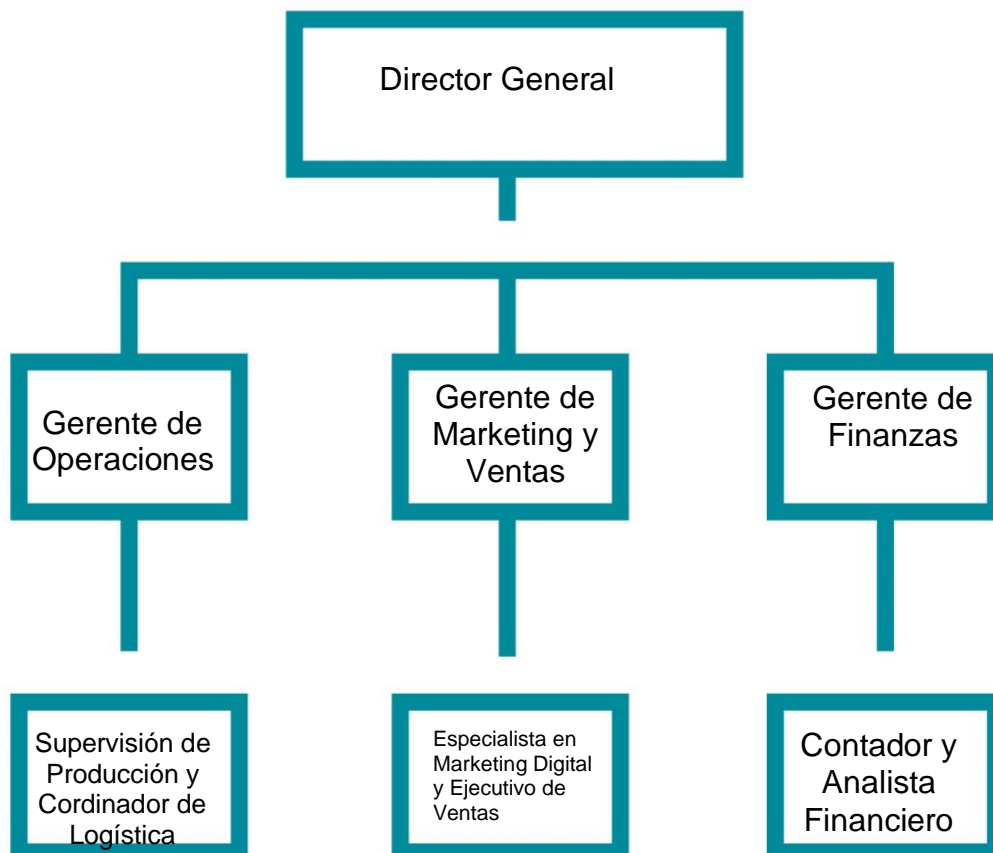 Director General
Gerente de
Operaciones
Gerente de
Marketing y
Ventas
Gerente de
Finanzas
Supervisión de
Producción y
Cordinador de
Logística
Especialista en
Marketing Digital
y Ejecutivo de
Ventas
Contador y
Analista
Financiero